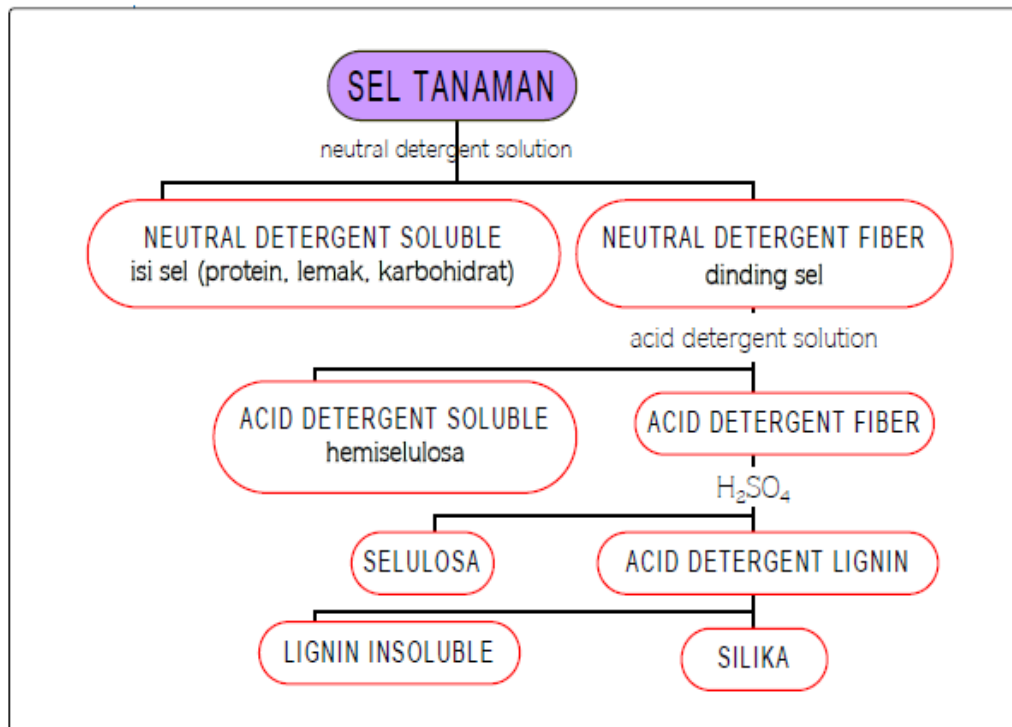 SEL TANAMAN
neutral detergent solution
NEUTRAL DETERGENT SOLUBLE
isi sel (protein, lemak, karbohidrat)
NEUTRAL DETERGENT FIBER
dinding sel
acid detergent solution
ACID DETERGENT SOLUBLE
hemiselulosa
ACID DETERGENT FIBER
H₂SO₄
SELULOSA
ACID DETERGENT LIGNIN
LIGNIN INSOLUBLE
SILIKA